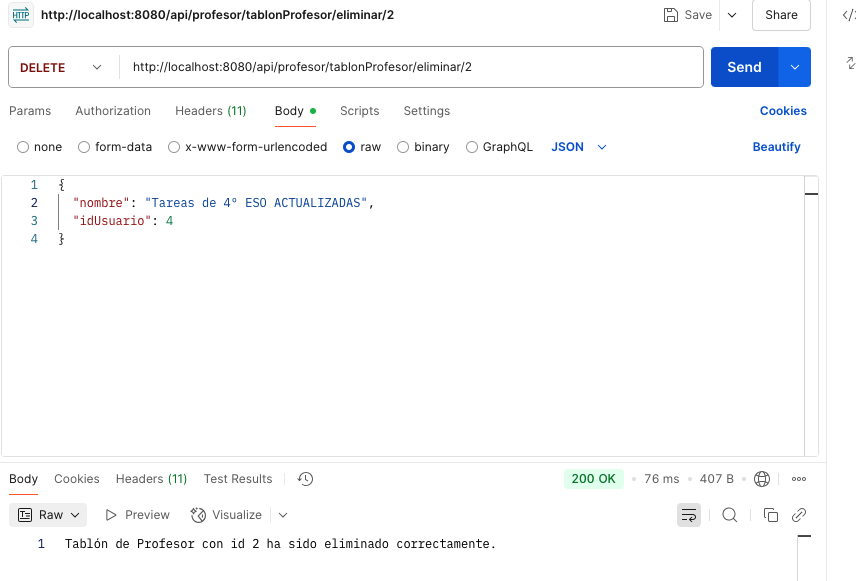 HTTP http://localhost:8080/api/profesor/tablonProfesor/eliminar/2 Save Share
DELETE http://localhost:8080/api/profesor/tablonProfesor/eliminar/2 Send
Params Authorization Headers (11) Body Scripts Settings Cookies
none form-data x-www-form-urlencoded raw binary GraphQL JSON Beautify
1 {
2 "nombre": "Tareas de 4º ESO ACTUALIZADAS",
3 "idUsuario": 4
4 }
Body Cookies Headers (11) Test Results 200 OK • 76 ms • 407 B •
Raw Preview Visualize
1 Tablón de Profesor con id 2 ha sido eliminado correctamente.